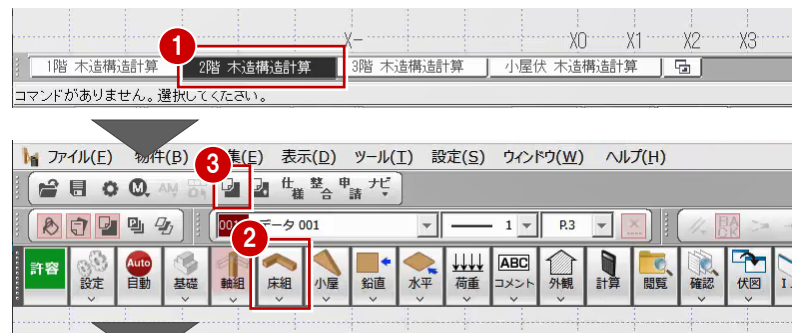 X- X0 X1 X2 X3
1
1階 木造構造計算 2階 木造構造計算 3階 木造構造計算 小屋伏 木造構造計算
コマンドがありません。選択してください。
ファイル(F) 物件(B) 集(E) 表示(D) ツール(T) 設定(S) ウィンドウ(W) ヘルプ(H)
3
仕様 整合 申請 ナビ
001 データ 001 1 P.3
2
許容 設定 Auto 自動 基礎 軸組 床組 小屋 鉛直 水平 荷重 ABC コメント 外観 計算 閲覧 確認 伏図